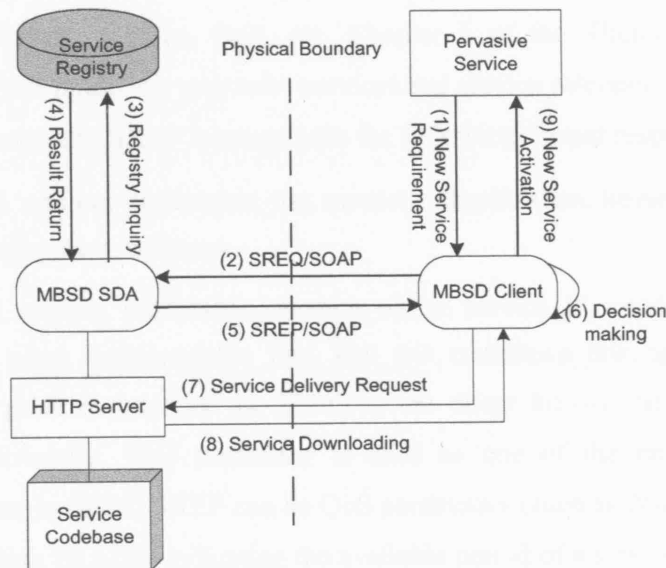 Service
Registry
Physical Boundary
Pervasive
Service
(4) Result Return
(3) Registry Inquiry
(1) New Service
Requirement
(9) New Service
Activation
(2) SREQ/SOAP
MBSD SDA
MBSD Client
(5) SREP/SOAP
(6) Decision
making
(7) Service Delivery Request
HTTP Server
(8) Service Downloading
Service
Codebase